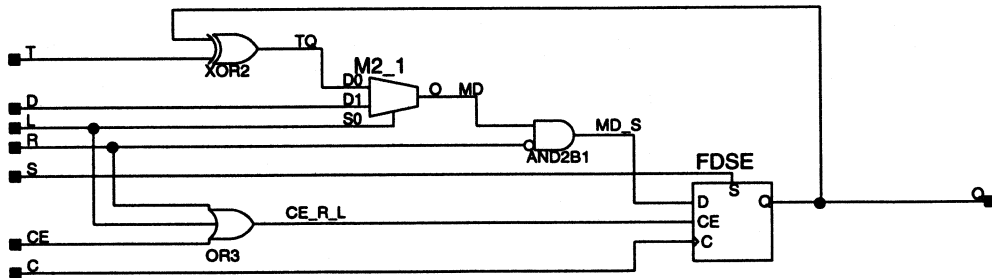 T
TQ
XOR2
M2_1
D0
D
D1
O
MD
L
S0
R
MD_S
AND2B1
FDSE
S
S
D
Q
Q
CE_R_L
CE
CE
OR3
C
C